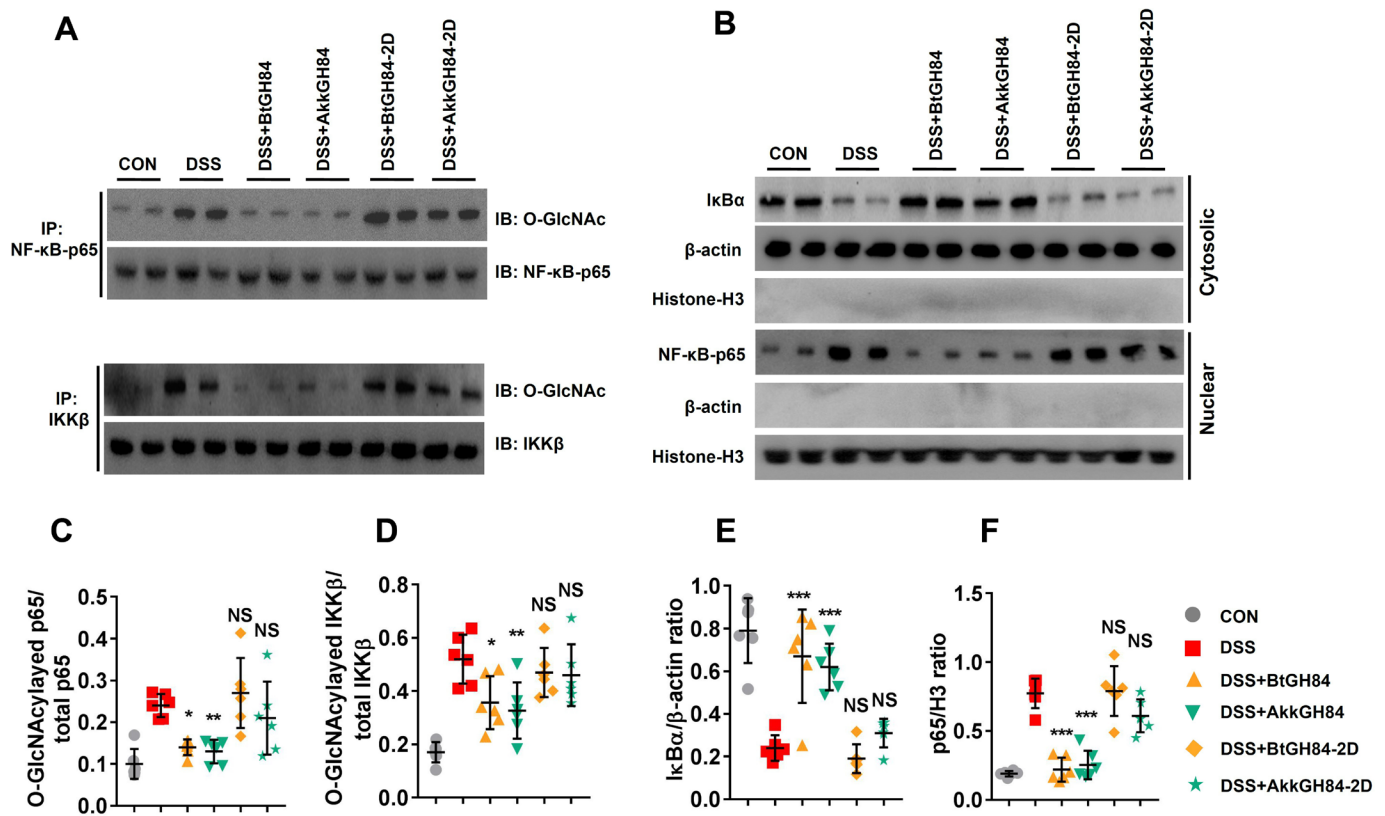 A
CON
DSS
DSS+BtGH84
DSS+AkkGH84
DSS+BtGH84-2D
DSS+AkkGH84-2D
IP:
NF-κB-p65
IB: O-GlcNAc
IB: NF-κB-p65
IP:
IKKβ
IB: O-GlcNAc
IB: IKKβ
B
CON
DSS
DSS+BtGH84
DSS+AkkGH84
DSS+BtGH84-2D
DSS+AkkGH84-2D
IκBα
β-actin
Histone-H3
Cytosolic
NF-κB-p65
β-actin
Histone-H3
Nuclear
C
O-GlcNAcylayed p65/
total p65
0.5
0.4
0.3
0.2
0.1
0.0
*
**
NS
NS
D
O-GlcNAcylayed IKKβ/
total IKKβ
0.8
0.6
0.4
0.2
0.0
*
**
NS
NS
E
IκBα/β-actin ratio
1.0
0.8
0.6
0.4
0.2
0.0
***
***
NS
NS
F
p65/H3 ratio
1.5
1.0
0.5
0.0
***
***
NS
NS
CON
DSS
DSS+BtGH84
DSS+AkkGH84
DSS+BtGH84-2D
DSS+AkkGH84-2D